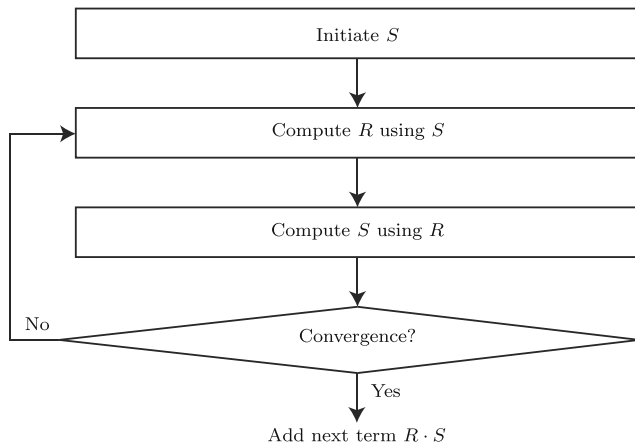 Initiate S
Compute R using S
Compute S using R
Convergence?
No
Yes
Add next term R · S